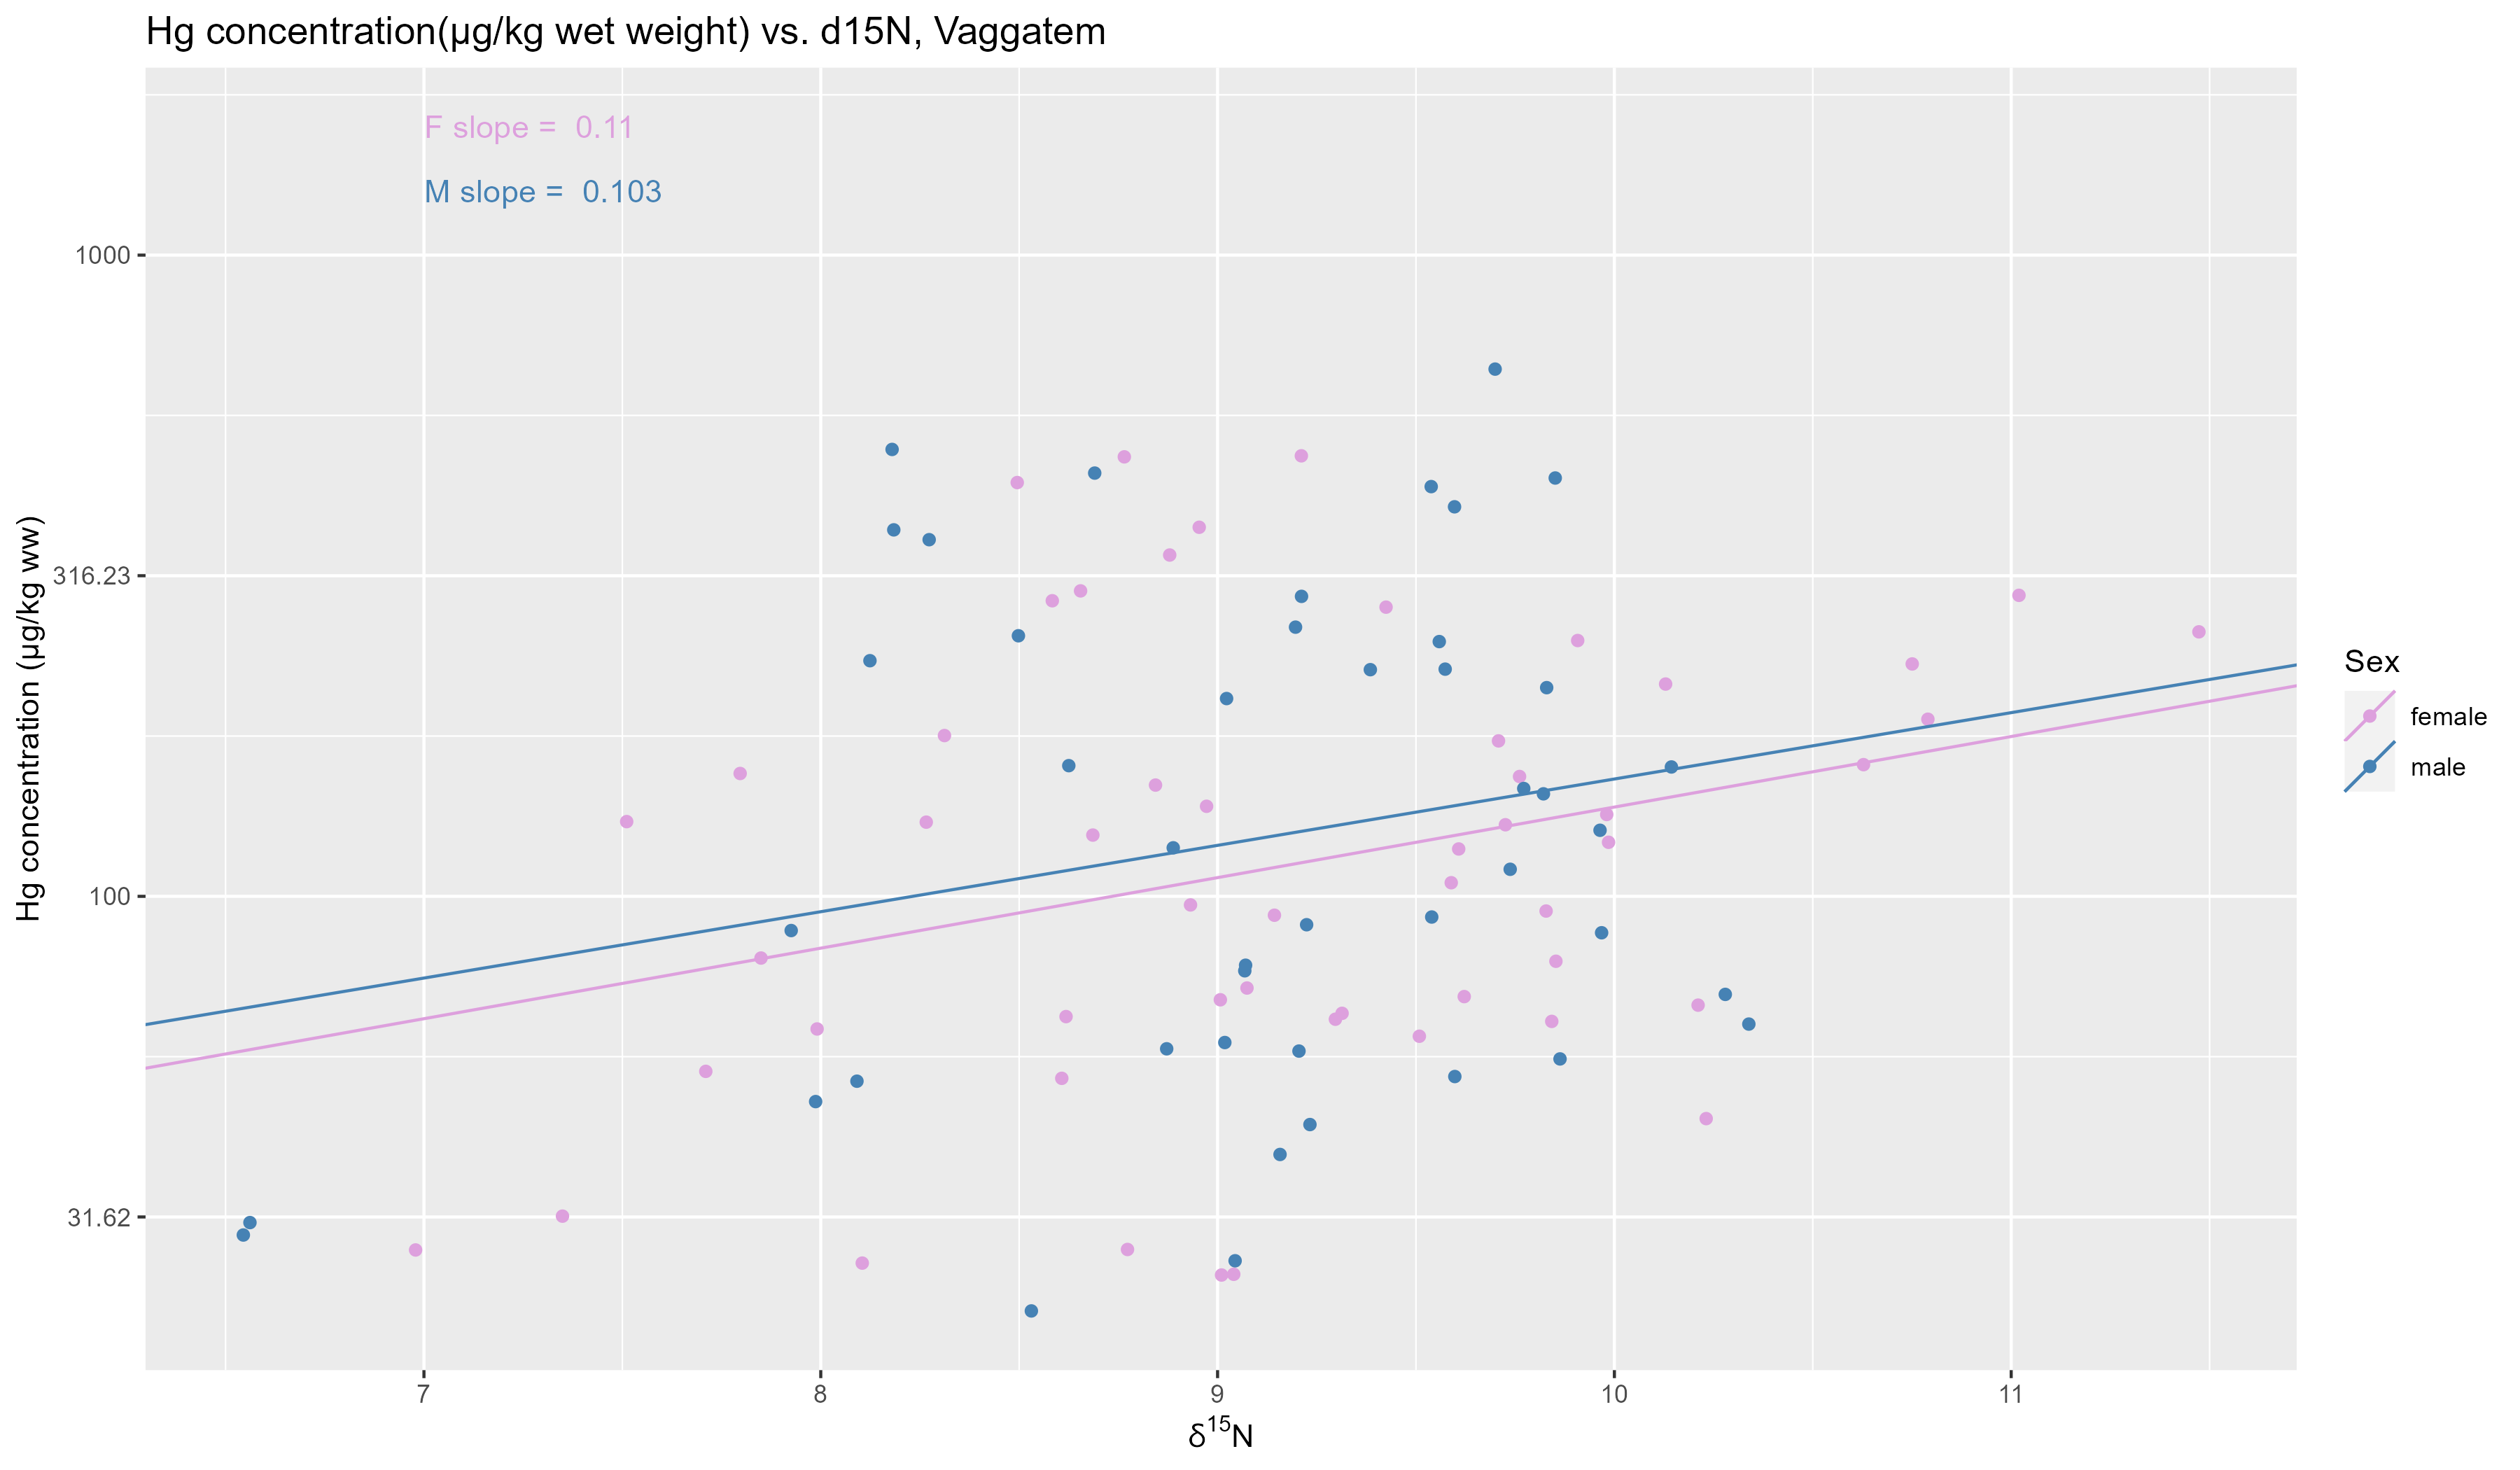 Hg concentration(µg/kg wet weight) vs. d15N, Vaggatem
F slope =  0.11
M slope =  0.103
1000
316.23
100
31.62
Hg concentration (µg/kg ww)
7 8 9 10 11
δ¹⁵N
Sex
female
male